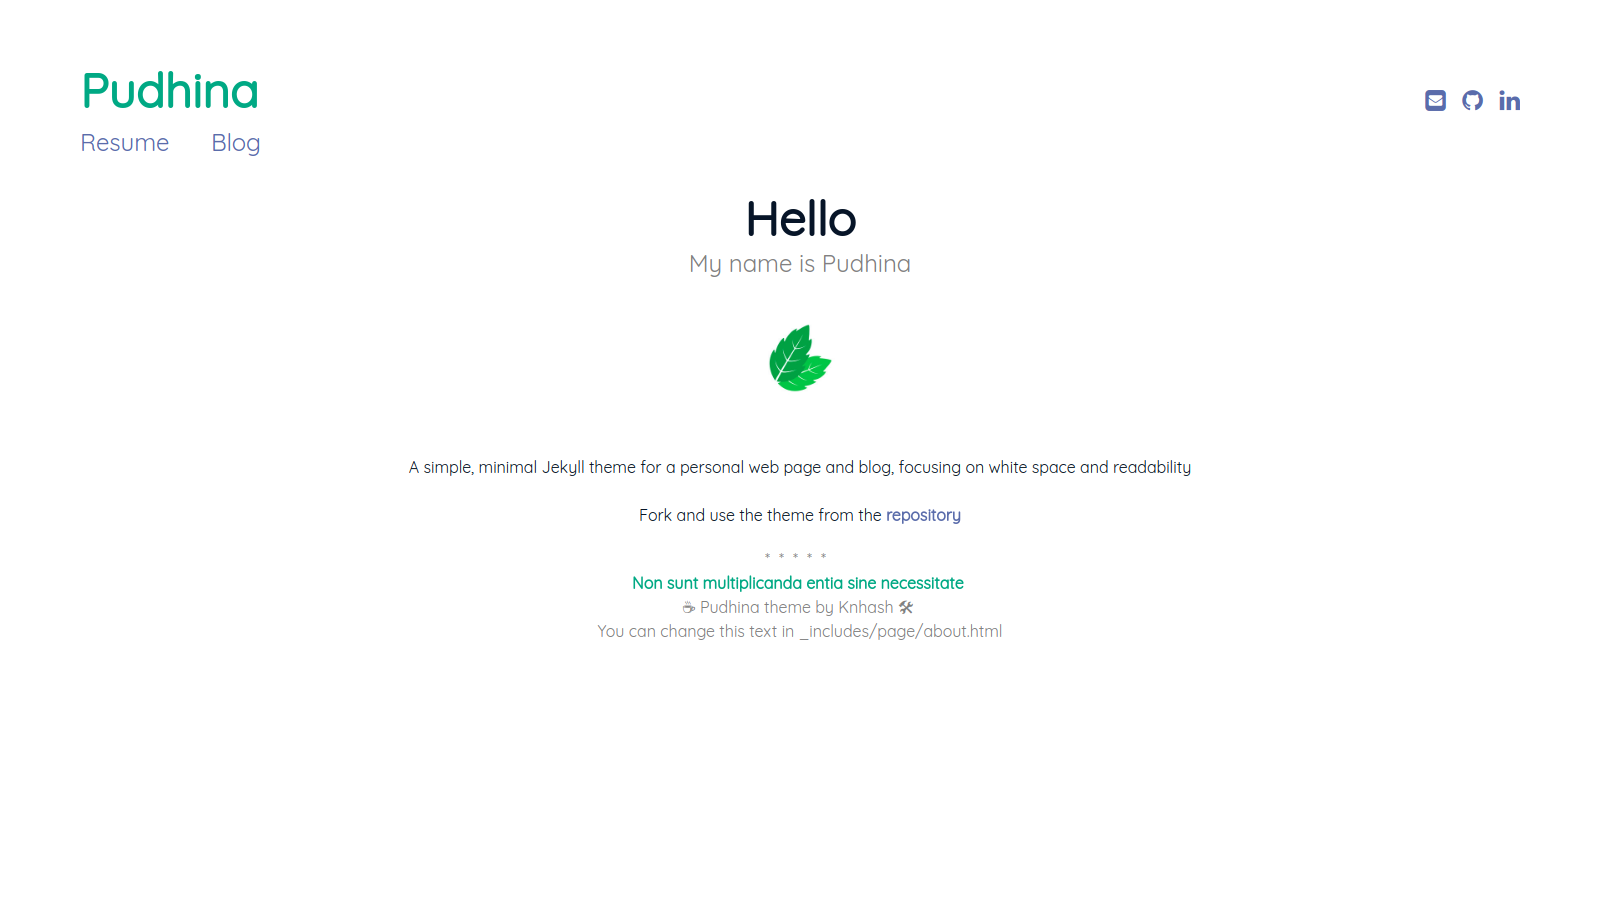 Pudhina
Resume Blog
Hello
My name is Pudhina
A simple, minimal Jekyll theme for a personal web page and blog, focusing on white space and readability
Fork and use the theme from the repository
* * * * *
Non sunt multiplicanda entia sine necessitate
☕ Pudhina theme by Knhash 🛠
You can change this text in _includes/page/about.html